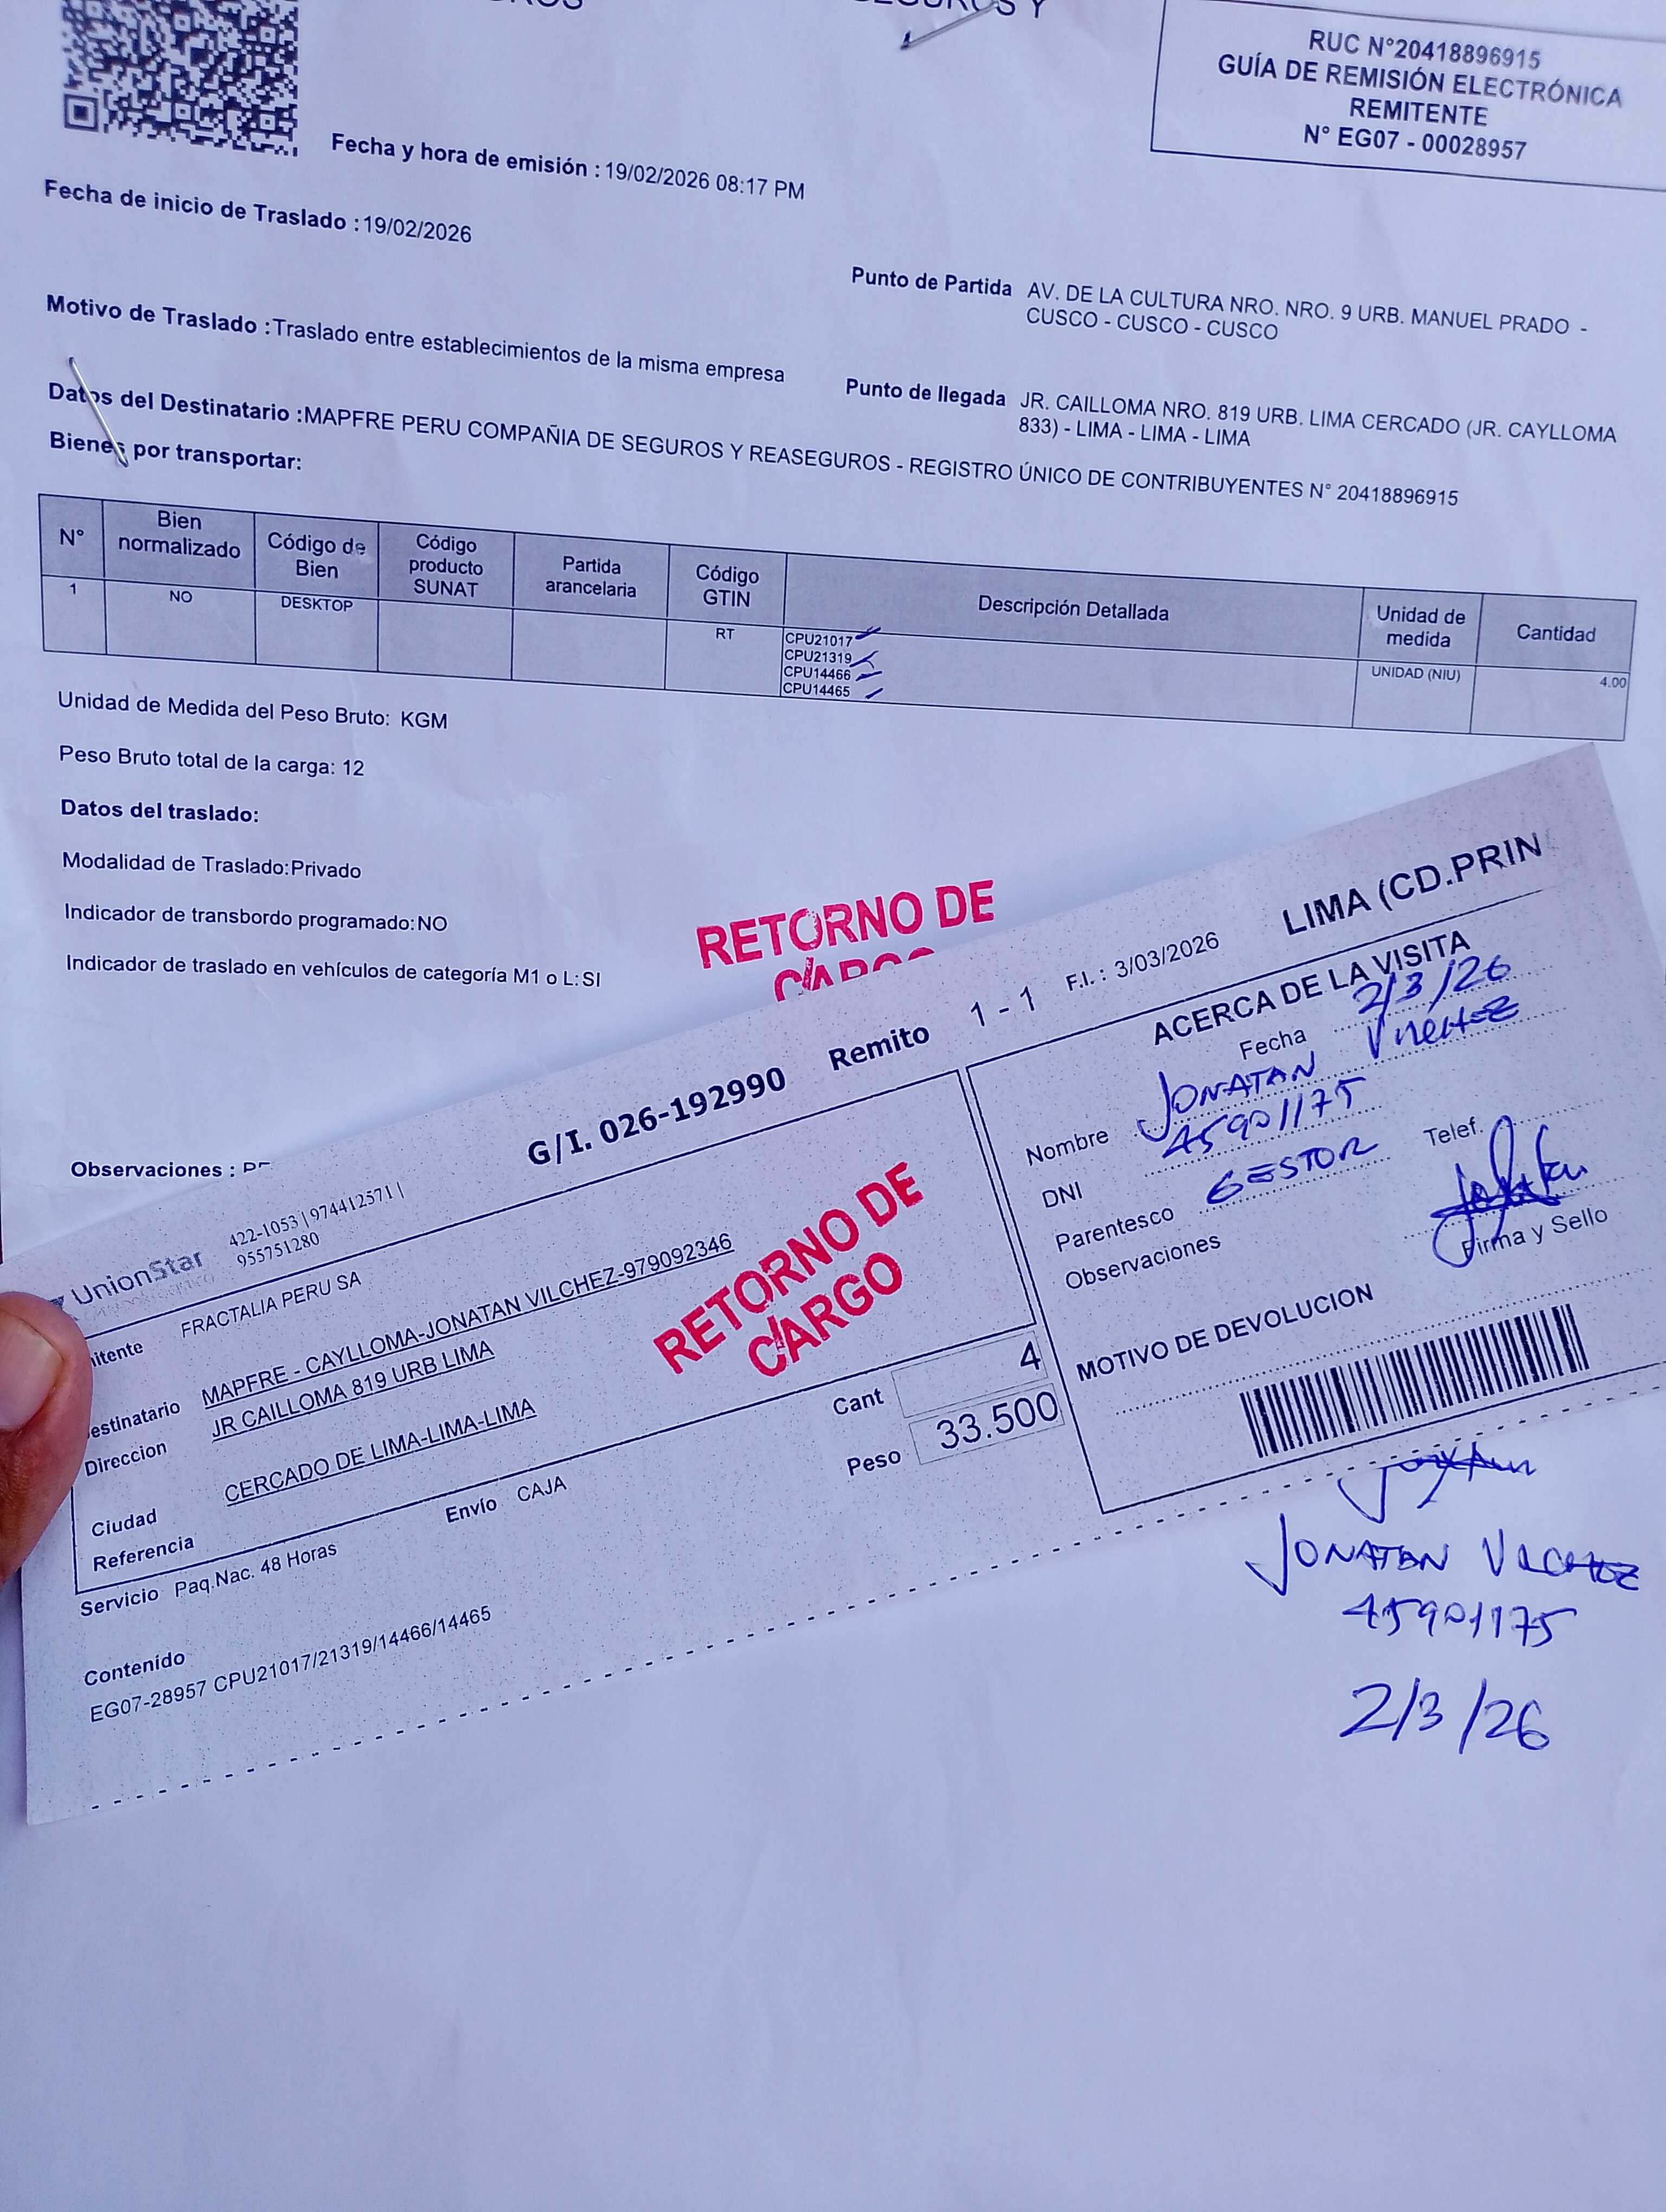 RUC N°20418896915
GUÍA DE REMISIÓN ELECTRÓNICA
REMITENTE
N° EG07 - 00028957
Fecha y hora de emisión : 19/02/2026 08:17 PM
Fecha de inicio de Traslado : 19/02/2026
Motivo de Traslado : Traslado entre establecimientos de la misma empresa
Punto de Partida AV. DE LA CULTURA NRO. NRO. 9 URB. MANUEL PRADO -
CUSCO - CUSCO - CUSCO
Punto de llegada JR. CAILLOMA NRO. 819 URB. LIMA CERCADO (JR. CAYLLOMA
833) - LIMA - LIMA - LIMA
Datos del Destinatario : MAPFRE PERU COMPAÑIA DE SEGUROS Y REASEGUROS - REGISTRO ÚNICO DE CONTRIBUYENTES N° 20418896915
Bienes por transportar:
N° Bien normalizado Código de Bien Código producto SUNAT Partida arancelaria Código GTIN Descripción Detallada Unidad de medida Cantidad
1 NO DESKTOP RT CPU21017 UNIDAD (NIU) 4.00
CPU21319
CPU14466
CPU14465
Unidad de Medida del Peso Bruto: KGM
Peso Bruto total de la carga: 12
Datos del traslado:
Modalidad de Traslado:Privado
Indicador de transbordo programado:NO
Indicador de traslado en vehículos de categoría M1 o L:SI
RETORNO DE
CARGO
Observaciones :
UnionStar
422-1053 | 974412571 |
955751280
G/I. 026-192990 Remito 1 - 1 F.I. : 3/03/2026 LIMA (CD.PRIN
FRACTALIA PERU SA
MAPFRE - CAYLLOMA-JONATAN VILCHEZ-979092346
Direccion JR CAILLOMA 819 URB LIMA
Ciudad CERCADO DE LIMA-LIMA-LIMA
Referencia
RETORNO DE
CARGO
Servicio Paq.Nac. 48 Horas
Envío CAJA
Cant 4
Peso 33.500
Contenido
EG07-28957 CPU21017/21319/14466/14465
ACERCA DE LA VISITA
Fecha 2/3/26
Nombre JONATAN VILCHEZ
DNI 45901175
Parentesco GESTOR Telef.
Observaciones
Firma y Sello
MOTIVO DE DEVOLUCION
JONATAN VILCHEZ
45901175
2/3/26